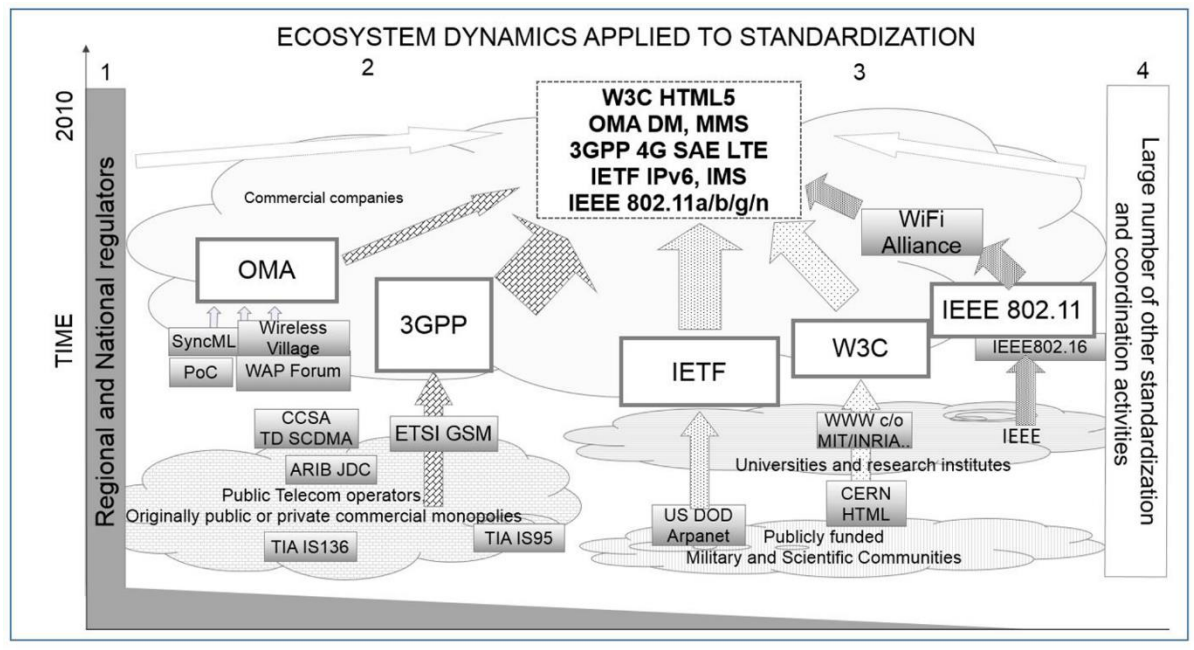 ECOSYSTEM DYNAMICS APPLIED TO STANDARDIZATION
1
2
3
4
2010
TIME
Regional and National regulators
W3C HTML5
OMA DM, MMS
3GPP 4G SAE LTE
IETF IPv6, IMS
IEEE 802.11a/b/g/n
Commercial companies
WiFi
Alliance
OMA
3GPP
IEEE 802.11
IEEE802.16
SyncML
Wireless
Village
PoC
WAP Forum
IETF
W3C
CCSA
TD SCDMA
ETSI GSM
WWW c/o
MIT/INRIA..
IEEE
ARIB JDC
Universities and research institutes
Public Telecom operators,
Originally public or private commercial monopolies
TIA IS136
TIA IS95
US DOD
Arpanet
CERN
HTML
Publicly funded
Military and Scientific Communities
Large number of other standardization
and coordination activities